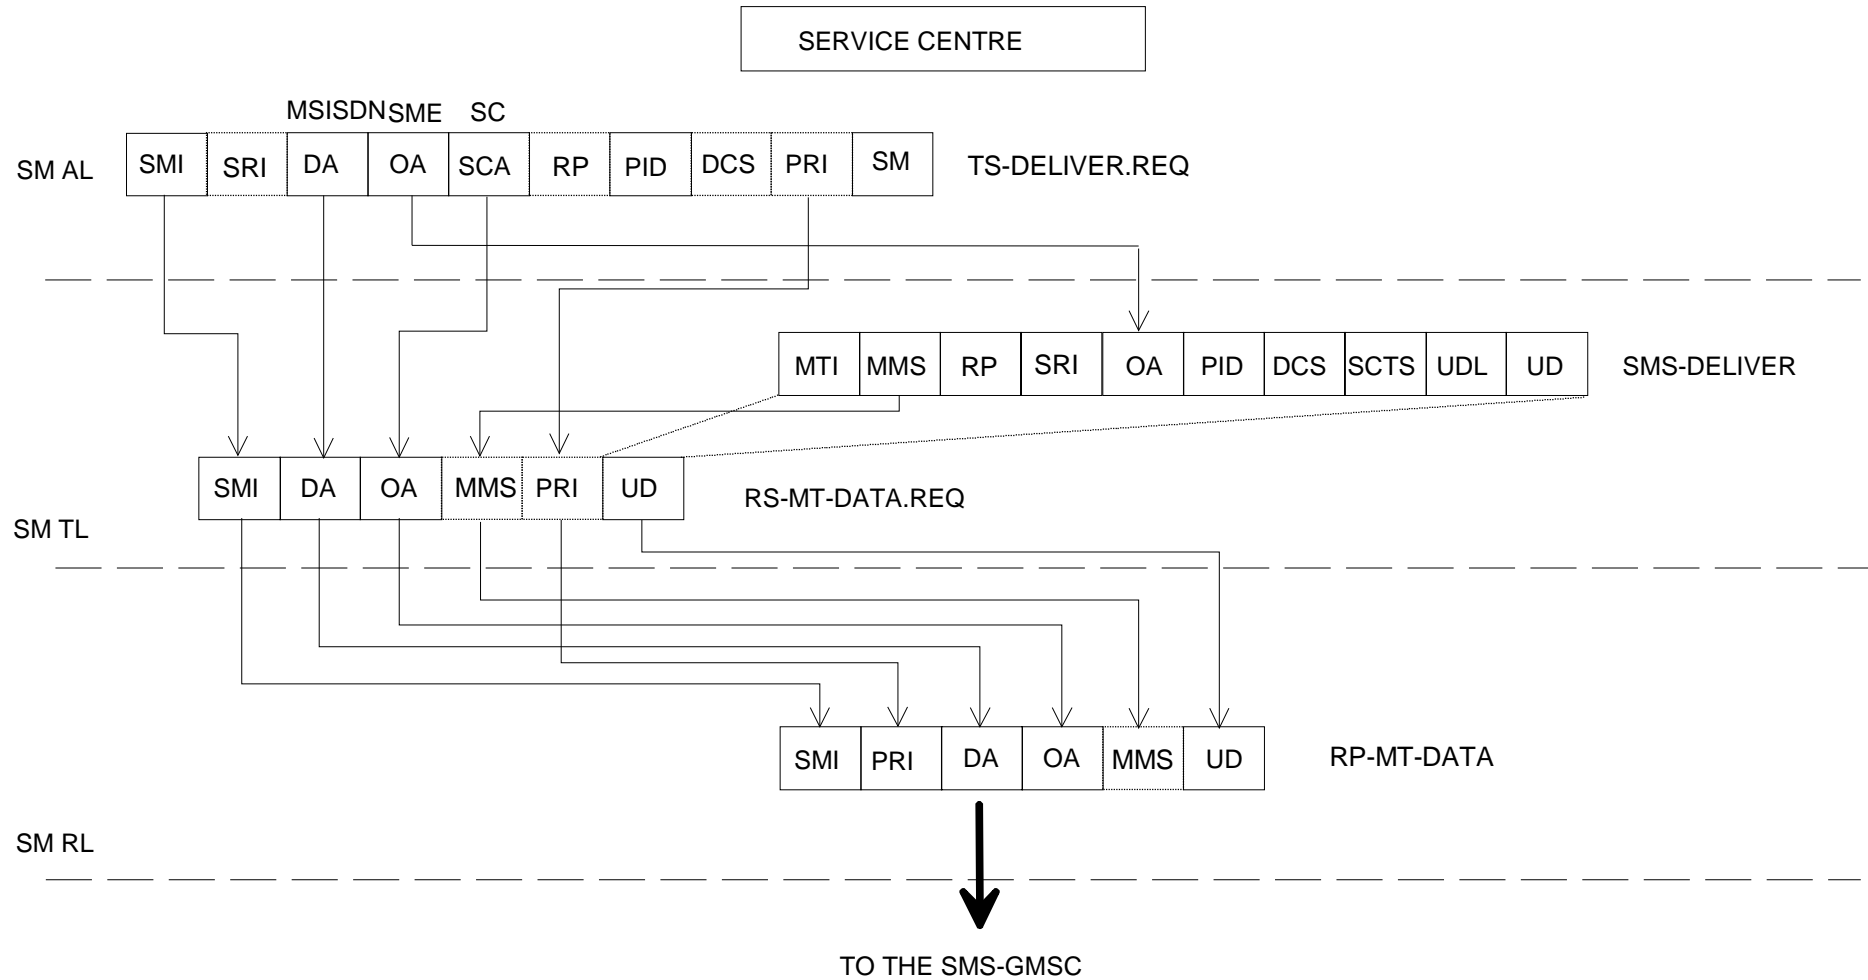 SERVICE CENTRE
MSISDN SME SC
SM AL SMI SRI DA OA SCA RP PID DCS PRI SM TS-DELIVER.REQ
MTI MMS RP SRI OA PID DCS SCTS UDL UD SMS-DELIVER
SMI DA OA MMS PRI UD RS-MT-DATA.REQ
SM TL
SMI PRI DA OA MMS UD RP-MT-DATA
SM RL
TO THE SMS-GMSC